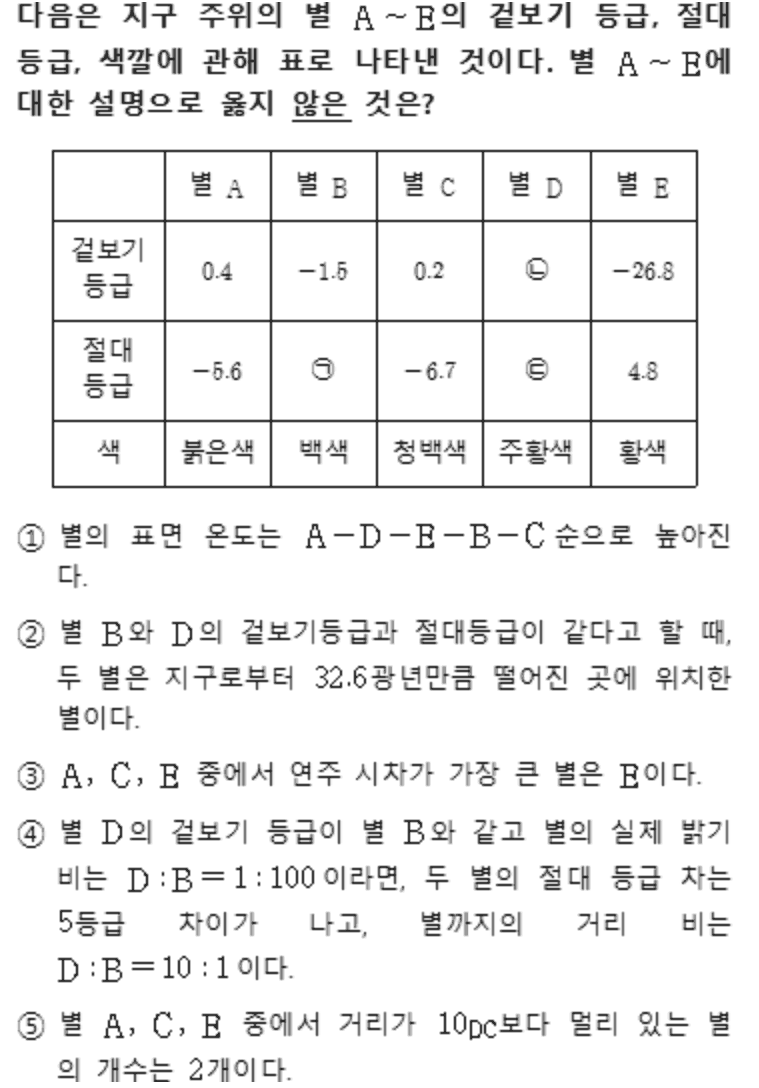 다음은 지구 주위의 별 A ~ E의 겉보기 등급, 절대
등급, 색깔에 관해 표로 나타낸 것이다. 별 A ~ E에
대한 설명으로 옳지 않은 것은?
별 A 별 B 별 C 별 D 별 E
겉보기
등급 0.4 -1.5 0.2 ㉡ -26.8
절대
등급 -5.6 ㉠ -6.7 ㉢ 4.8
색 붉은색 백색 청백색 주황색 황색
① 별의 표면 온도는 A-D-E-B-C 순으로 높아진
다.
② 별 B와 D의 겉보기등급과 절대등급이 같다고 할 때,
두 별은 지구로부터 32.6광년만큼 떨어진 곳에 위치한
별이다.
③ A, C, E 중에서 연주 시차가 가장 큰 별은 E이다.
④ 별 D의 겉보기 등급이 별 B와 같고 별의 실제 밝기
비는 D:B=1:100이라면, 두 별의 절대 등급 차는
5등급 차이가 나고, 별까지의 거리 비는
D:B=10:1이다.
⑤ 별 A, C, E 중에서 거리가 10pc보다 멀리 있는 별
의 개수는 2개이다.